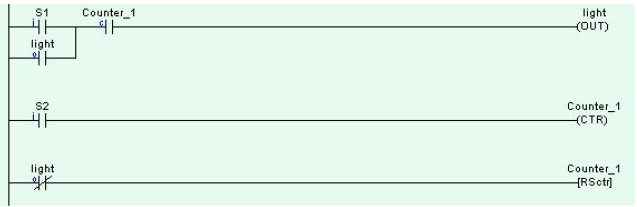 S1 Counter_1 light
i c (OUT)
light
o
S2 Counter_1
i (CTR)
light Counter_1
o [RSctr]